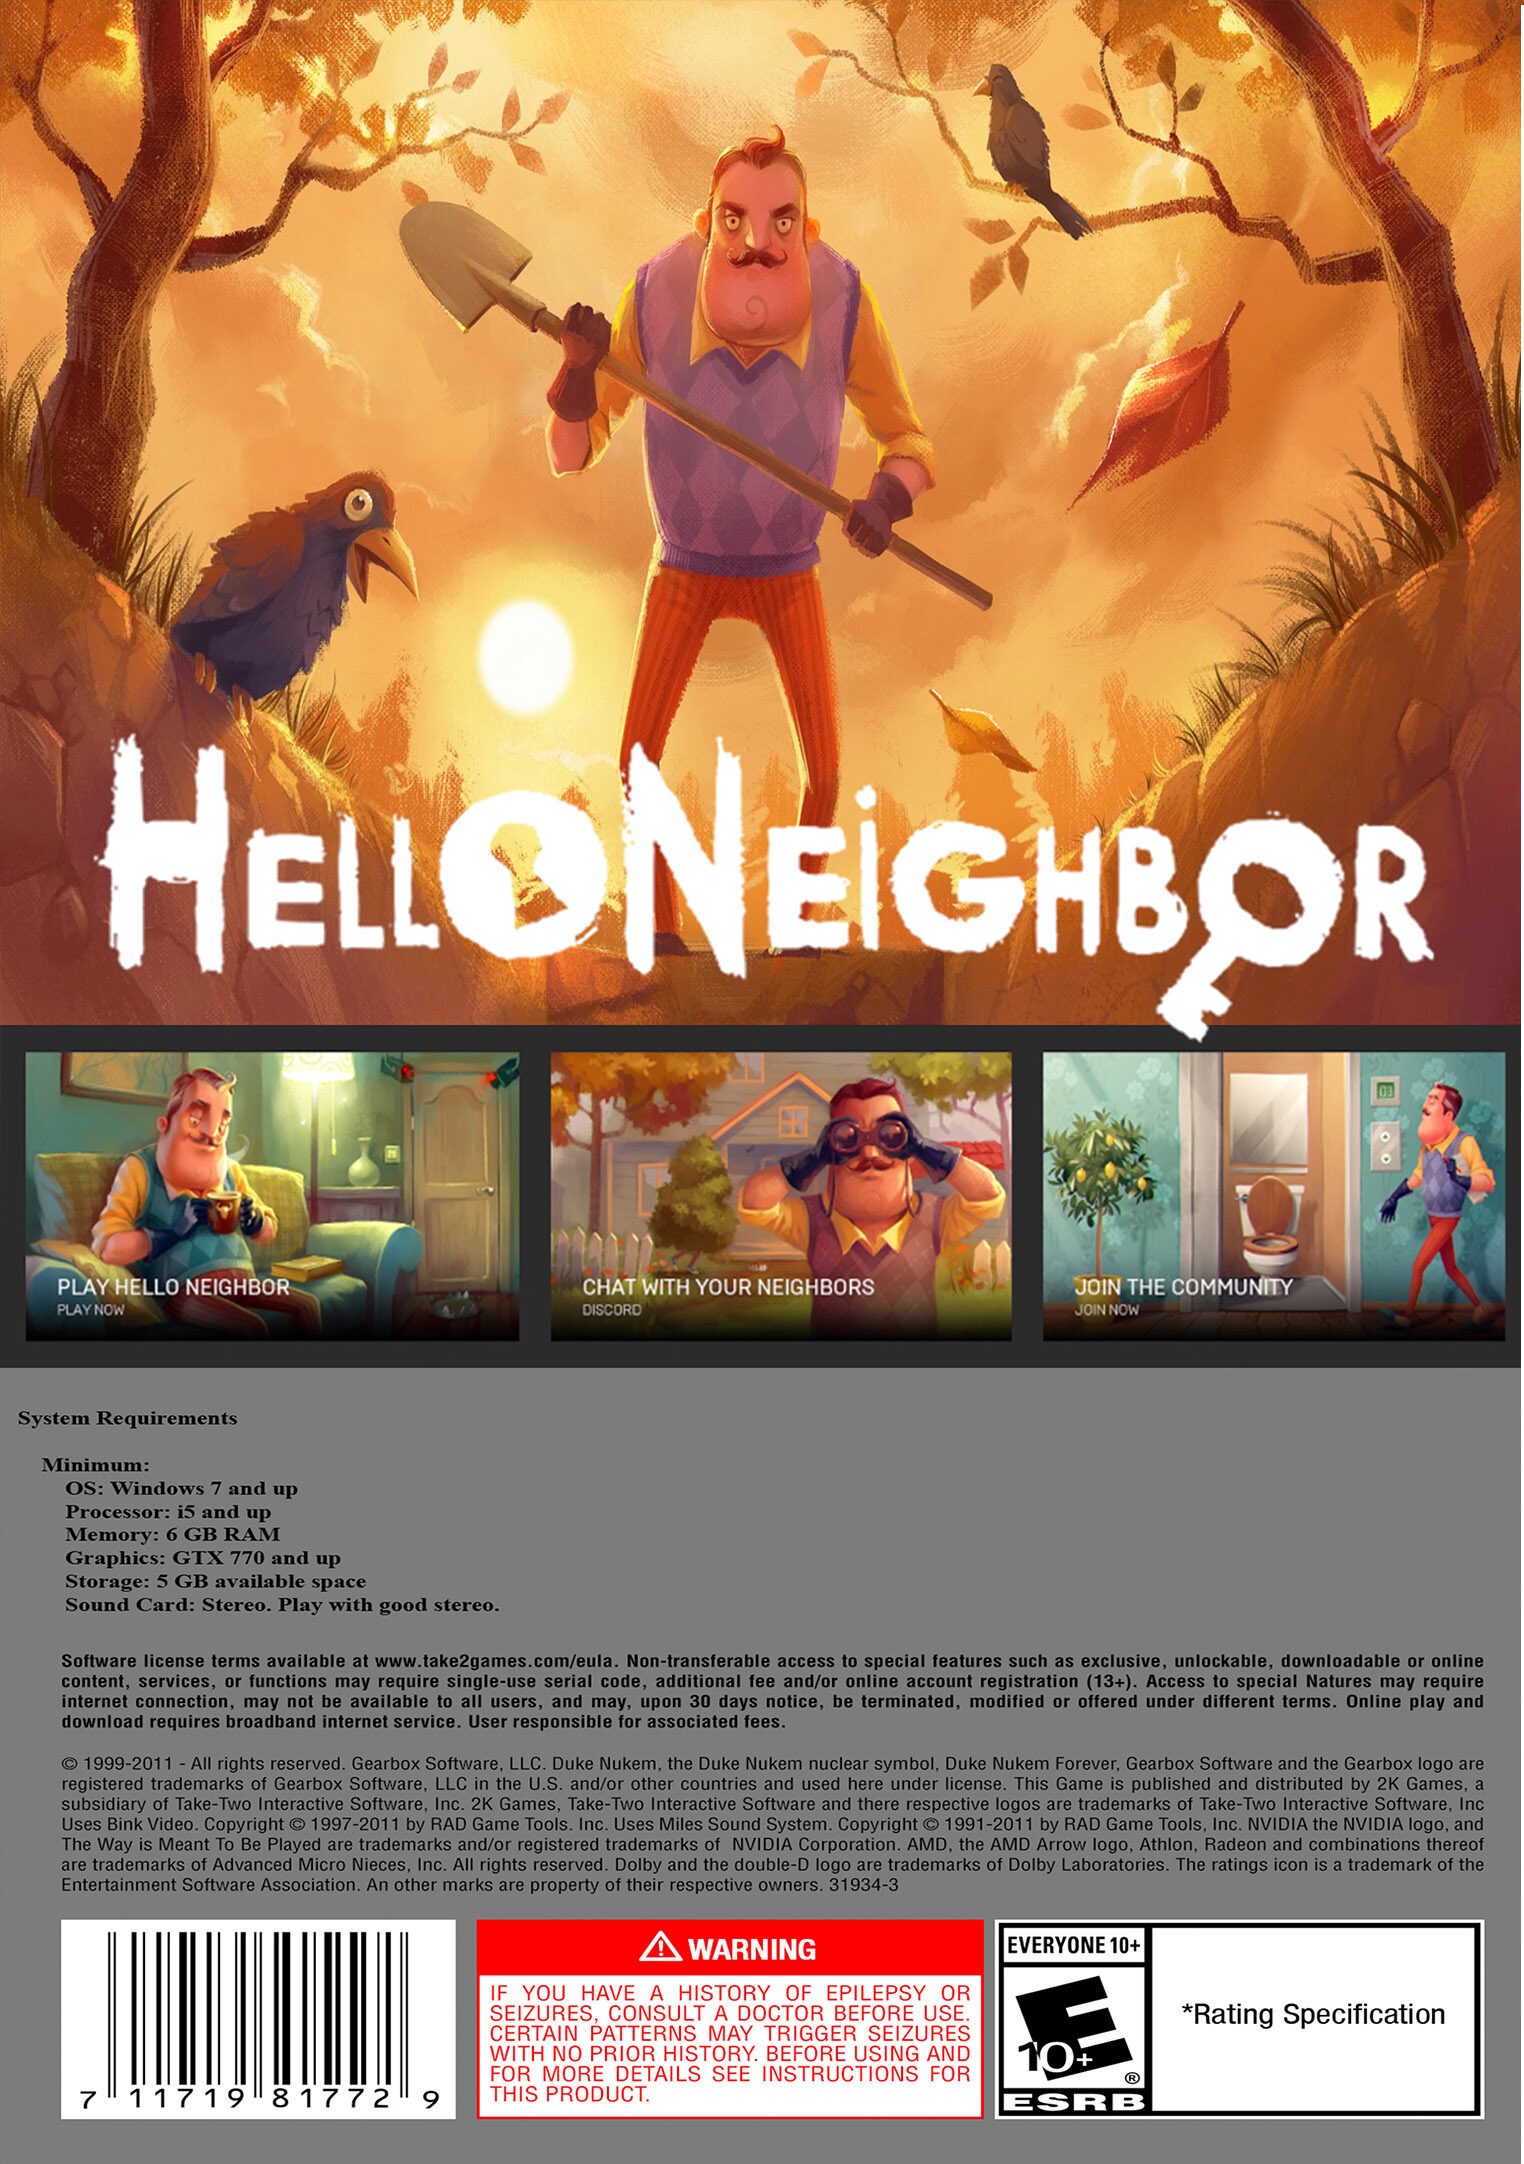 HELLO NEIGHBOR
PLAY HELLO NEIGHBOR
PLAY NOW
CHAT WITH YOUR NEIGHBORS
DISCORD
03
JOIN THE COMMUNITY
JOIN NOW
System Requirements
Minimum:
OS: Windows 7 and up
Processor: i5 and up
Memory: 6 GB RAM
Graphics: GTX 770 and up
Storage: 5 GB available space
Sound Card: Stereo. Play with good stereo.
Software license terms available at www.take2games.com/eula. Non-transferable access to special features such as exclusive, unlockable, downloadable or online
content, services, or functions may require single-use serial code, additional fee and/or online account registration (13+). Access to special Natures may require
internet connection, may not be available to all users, and may, upon 30 days notice, be terminated, modified or offered under different terms. Online play and
download requires broadband internet service. User responsible for associated fees.
© 1999-2011 - All rights reserved. Gearbox Software, LLC. Duke Nukem, the Duke Nukem nuclear symbol, Duke Nukem Forever, Gearbox Software and the Gearbox logo are
registered trademarks of Gearbox Software, LLC in the U.S. and/or other countries and used here under license. This Game is published and distributed by 2K Games, a
subsidiary of Take-Two Interactive Software, Inc. 2K Games, Take-Two Interactive Software and there respective logos are trademarks of Take-Two Interactive Software, Inc
Uses Bink Video. Copyright © 1997-2011 by RAD Game Tools. Inc. Uses Miles Sound System. Copyright © 1991-2011 by RAD Game Tools, Inc. NVIDIA the NVIDIA logo, and
The Way is Meant To Be Played are trademarks and/or registered trademarks of NVIDIA Corporation. AMD, the AMD Arrow logo, Athlon, Radeon and combinations thereof
are trademarks of Advanced Micro Nieces, Inc. All rights reserved. Dolby and the double-D logo are trademarks of Dolby Laboratories. The ratings icon is a trademark of the
Entertainment Software Association. An other marks are property of their respective owners. 31934-3
7 11719 81772 9
WARNING
IF YOU HAVE A HISTORY OF EPILEPSY OR
SEIZURES, CONSULT A DOCTOR BEFORE USE.
CERTAIN PATTERNS MAY TRIGGER SEIZURES
WITH NO PRIOR HISTORY. BEFORE USING AND
FOR MORE DETAILS SEE INSTRUCTIONS FOR
THIS PRODUCT.
EVERYONE 10+
E
10+
®
ESRB
*Rating Specification